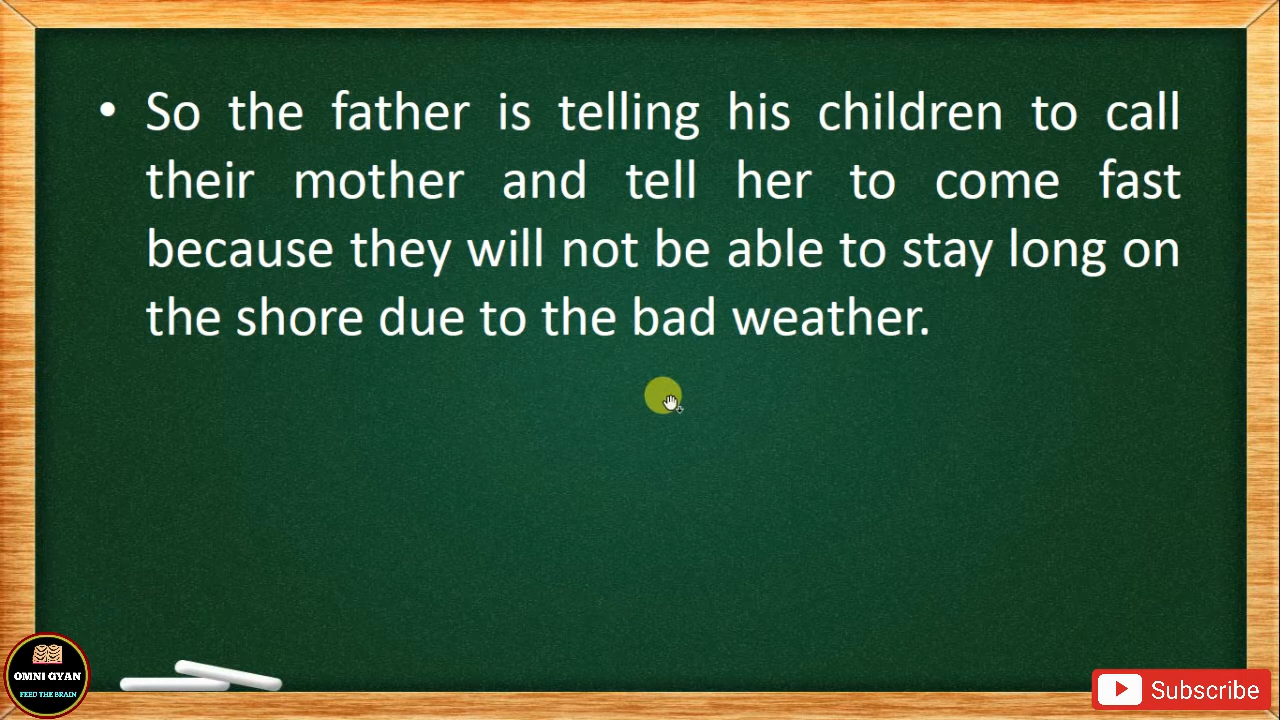 • So the father is telling his children to call
their mother and tell her to come fast
because they will not be able to stay long on
the shore due to the bad weather.
OMNI GYAN
FEED THE BRAIN
Subscribe